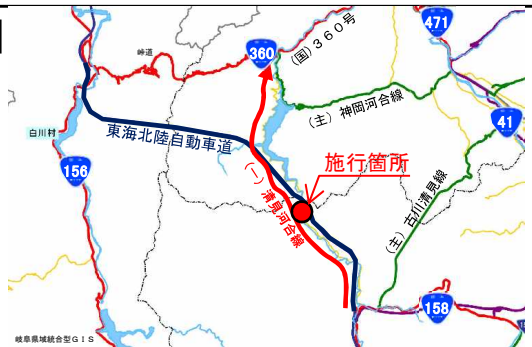 471
峠道
360
(国)360号
(主)神岡河合線
41
白川村
東海北陸自動車道
施行箇所
156
(一)清見河合線
(主)古川清見線
158
岐阜県域統合型GIS